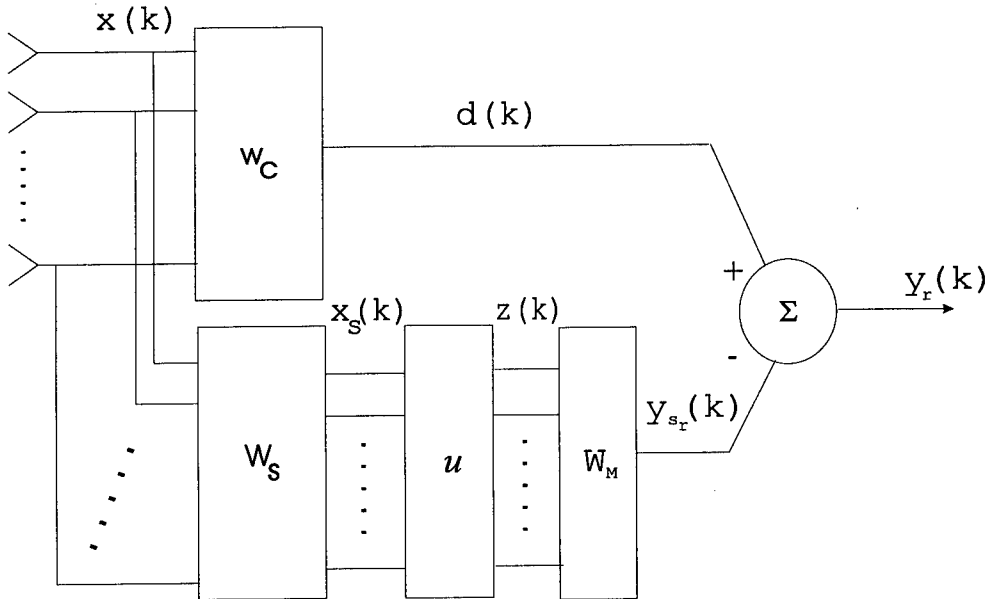 x(k)
w_C
d(k)
+
Σ
y_r(k)
-
x_S(k)
z(k)
W_S
u
W_M
y_{s_r}(k)